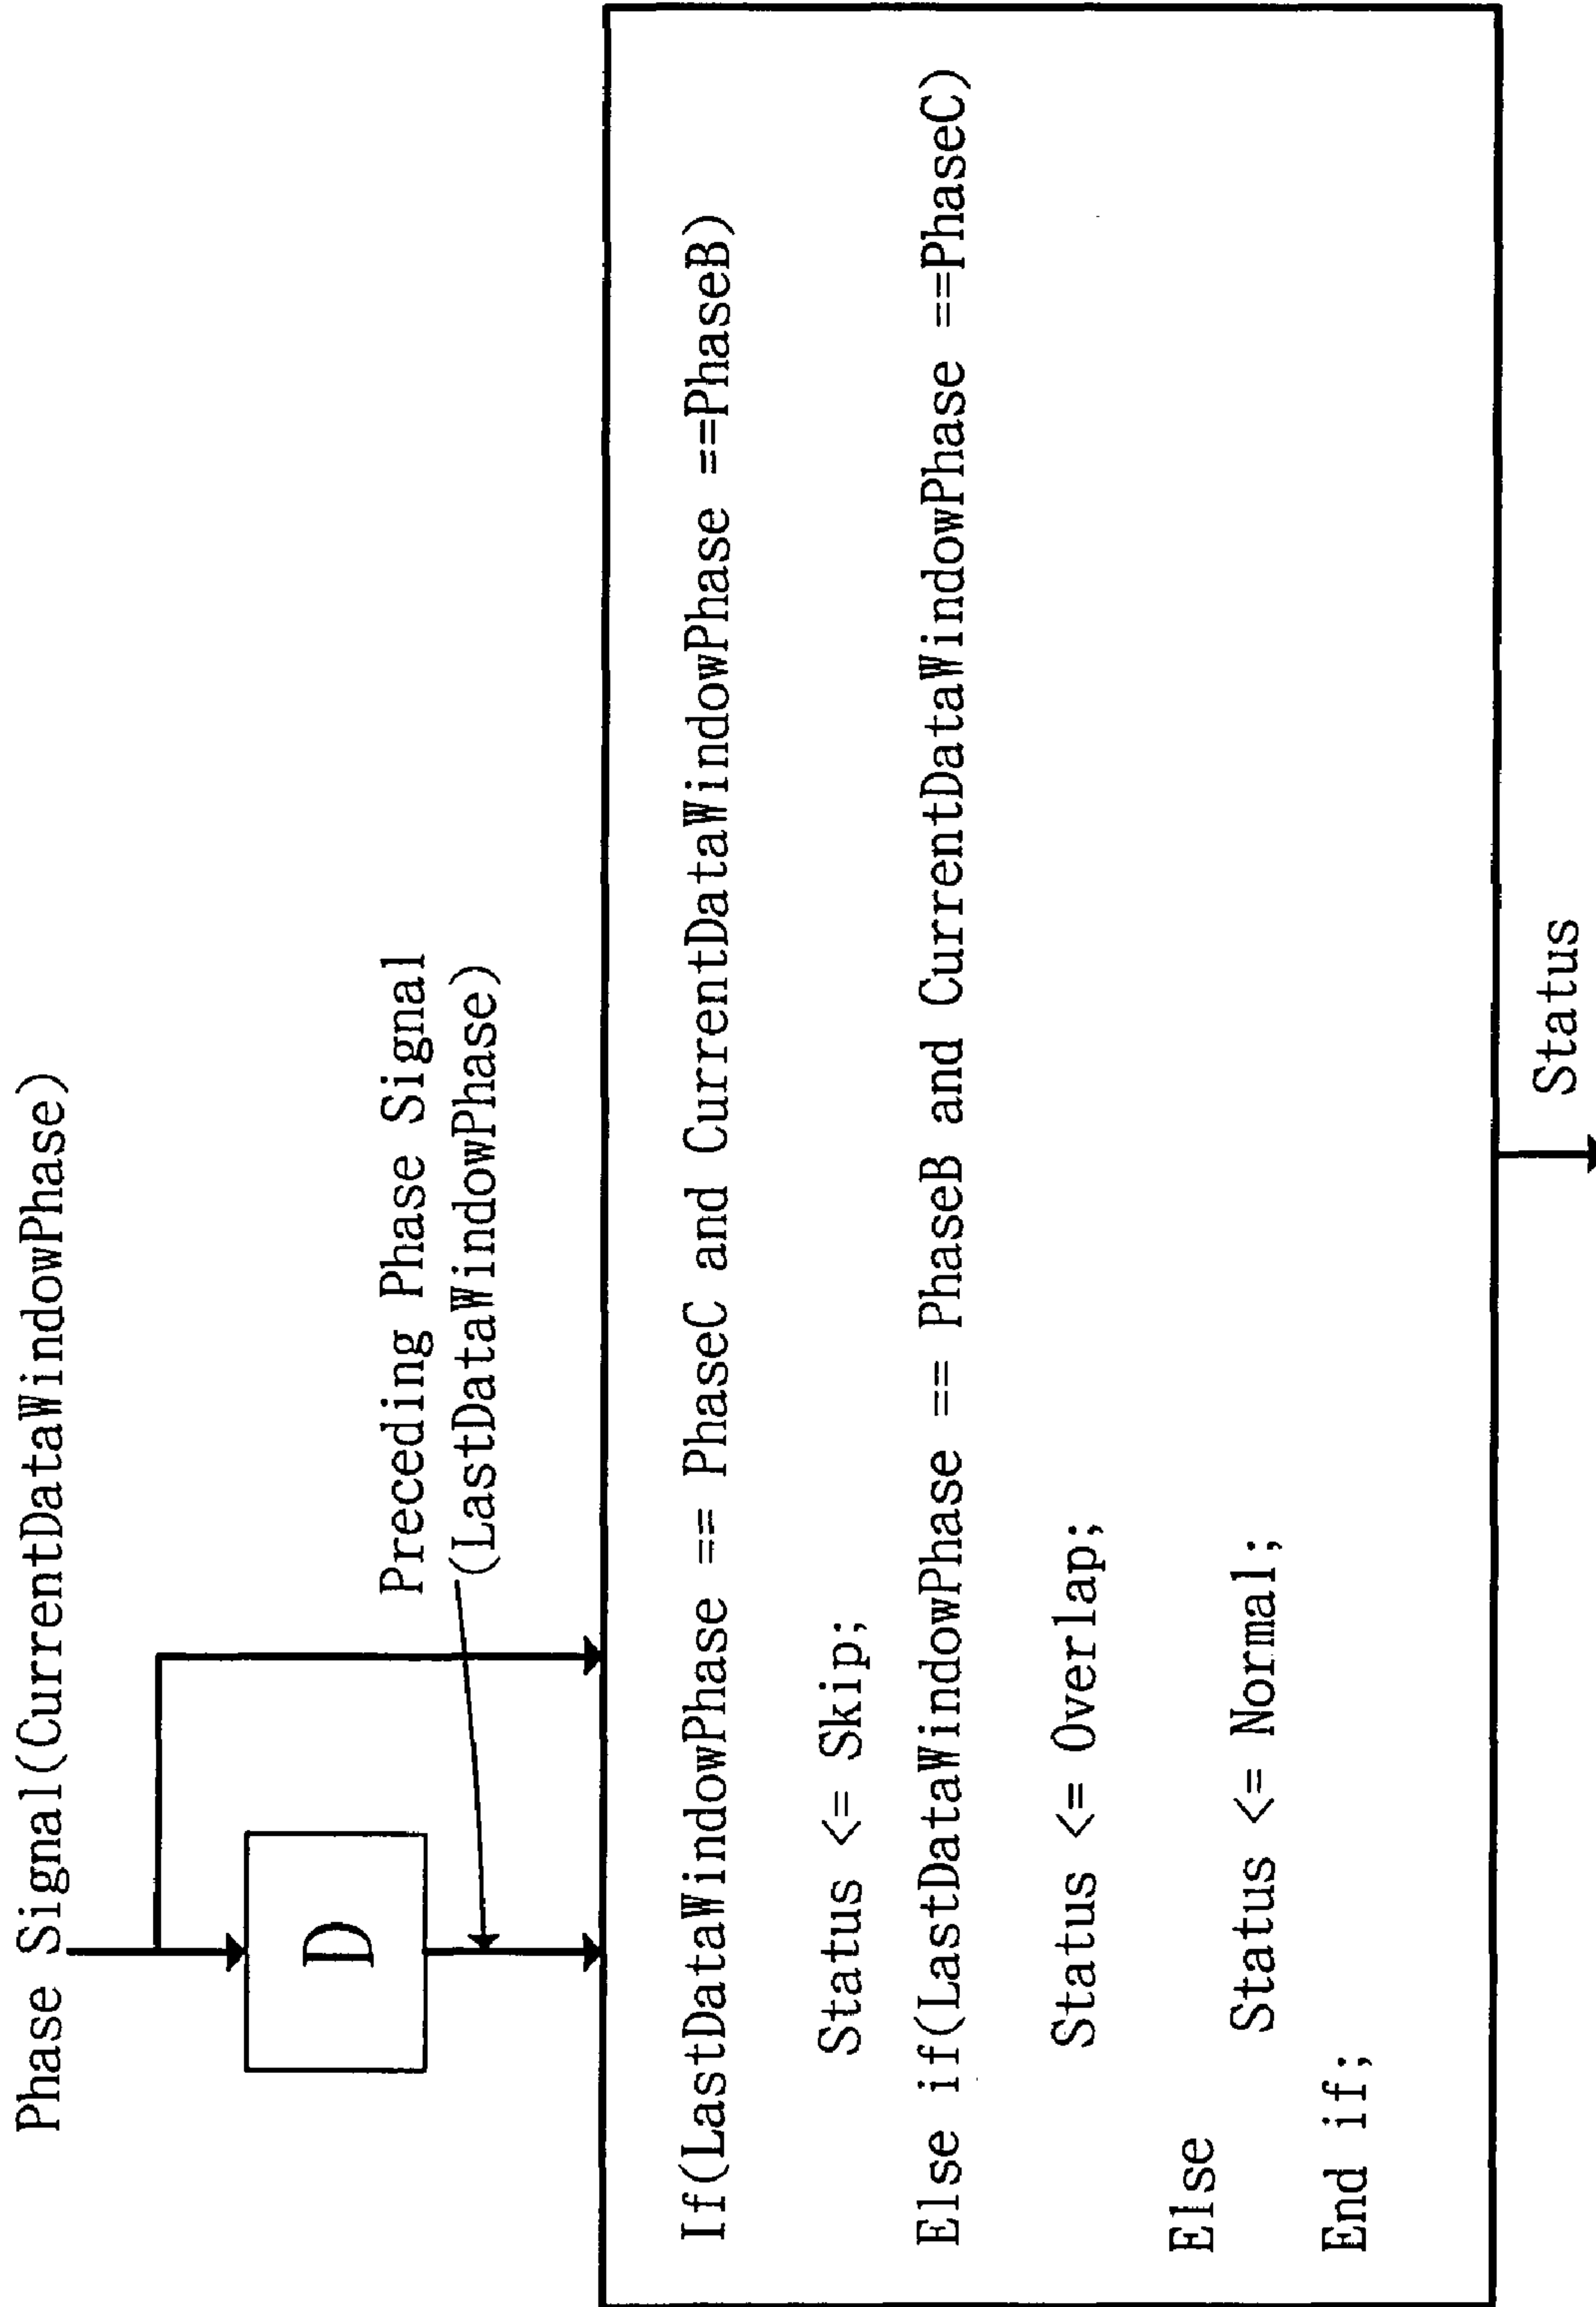 Phase Signal(CurrentDataWindowPhase)
D
Preceding Phase Signal
(LastDataWindowPhase)
If(LastDataWindowPhase == PhaseC and CurrentDataWindowPhase ==PhaseB)
Status <= Skip;
Else if(LastDataWindowPhase == PhaseB and CurrentDataWindowPhase ==PhaseC)
Status <= Overlap;
Else
Status <= Normal;
End if;
Status